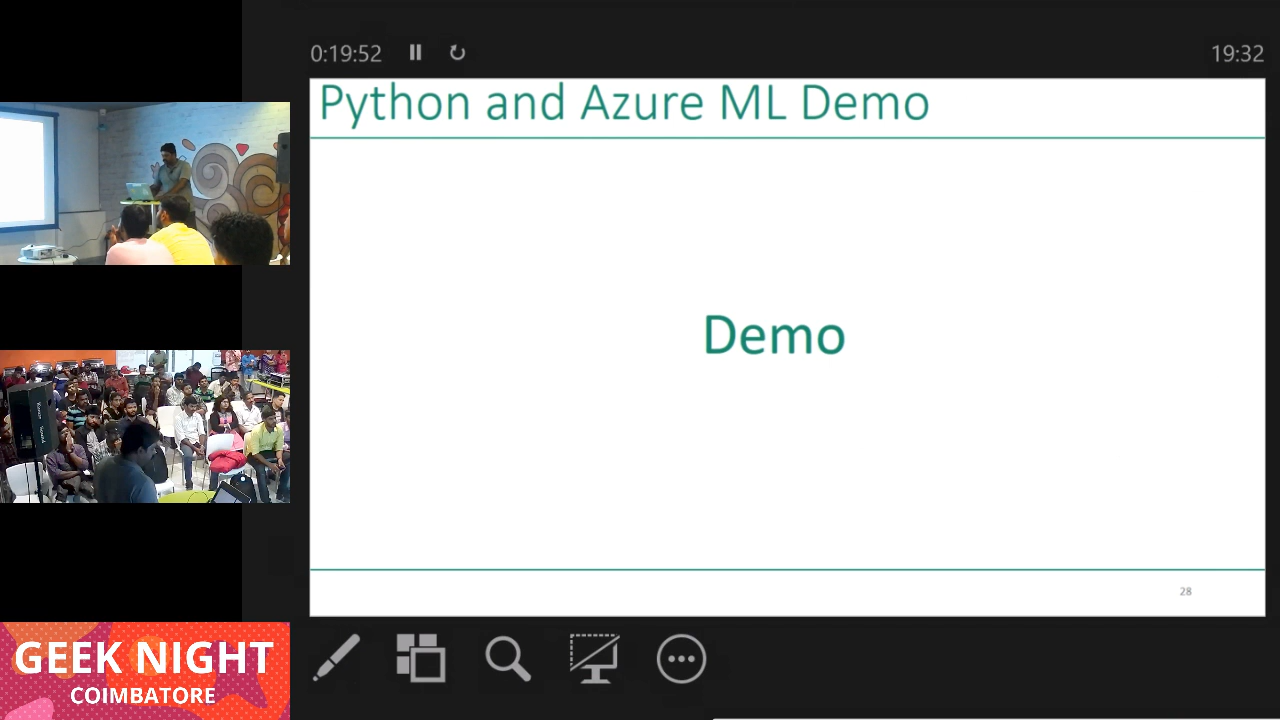 0:19:52
19:32
Python and Azure ML Demo
Demo
28
GEEK NIGHT
COIMBATORE